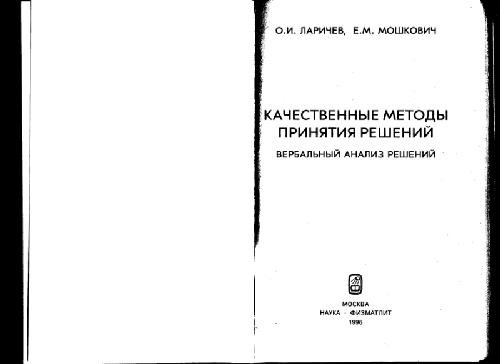 О.И. ЛАРИЧЕВ, Е.М. МОШКОВИЧ
КАЧЕСТВЕННЫЕ МЕТОДЫ
ПРИНЯТИЯ РЕШЕНИЙ
ВЕРБАЛЬНЫЙ АНАЛИЗ РЕШЕНИЙ
МОСКВА
НАУКА · ФИЗМАТЛИТ
1996